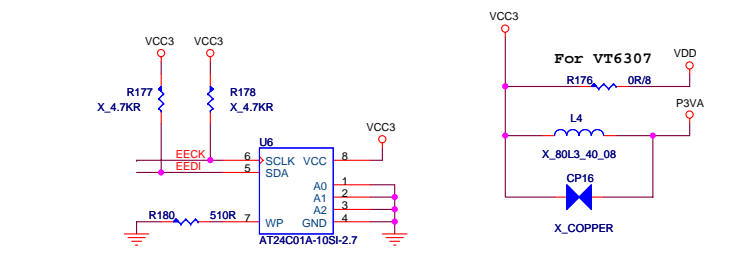 VCC3 VCC3
R177 R178
X_4.7KR X_4.7KR
EECK
EEDI
U6
VCC3
6 SCLK VCC 8
5 SDA
A0 1
A1 2
A2 3
R180 510R 7 WP GND 4
AT24C01A-10SI-2.7
VCC3
For VT6307
VDD
R176 0R/8
P3VA
L4
X_80L3_40_08
CP16
X_COPPER